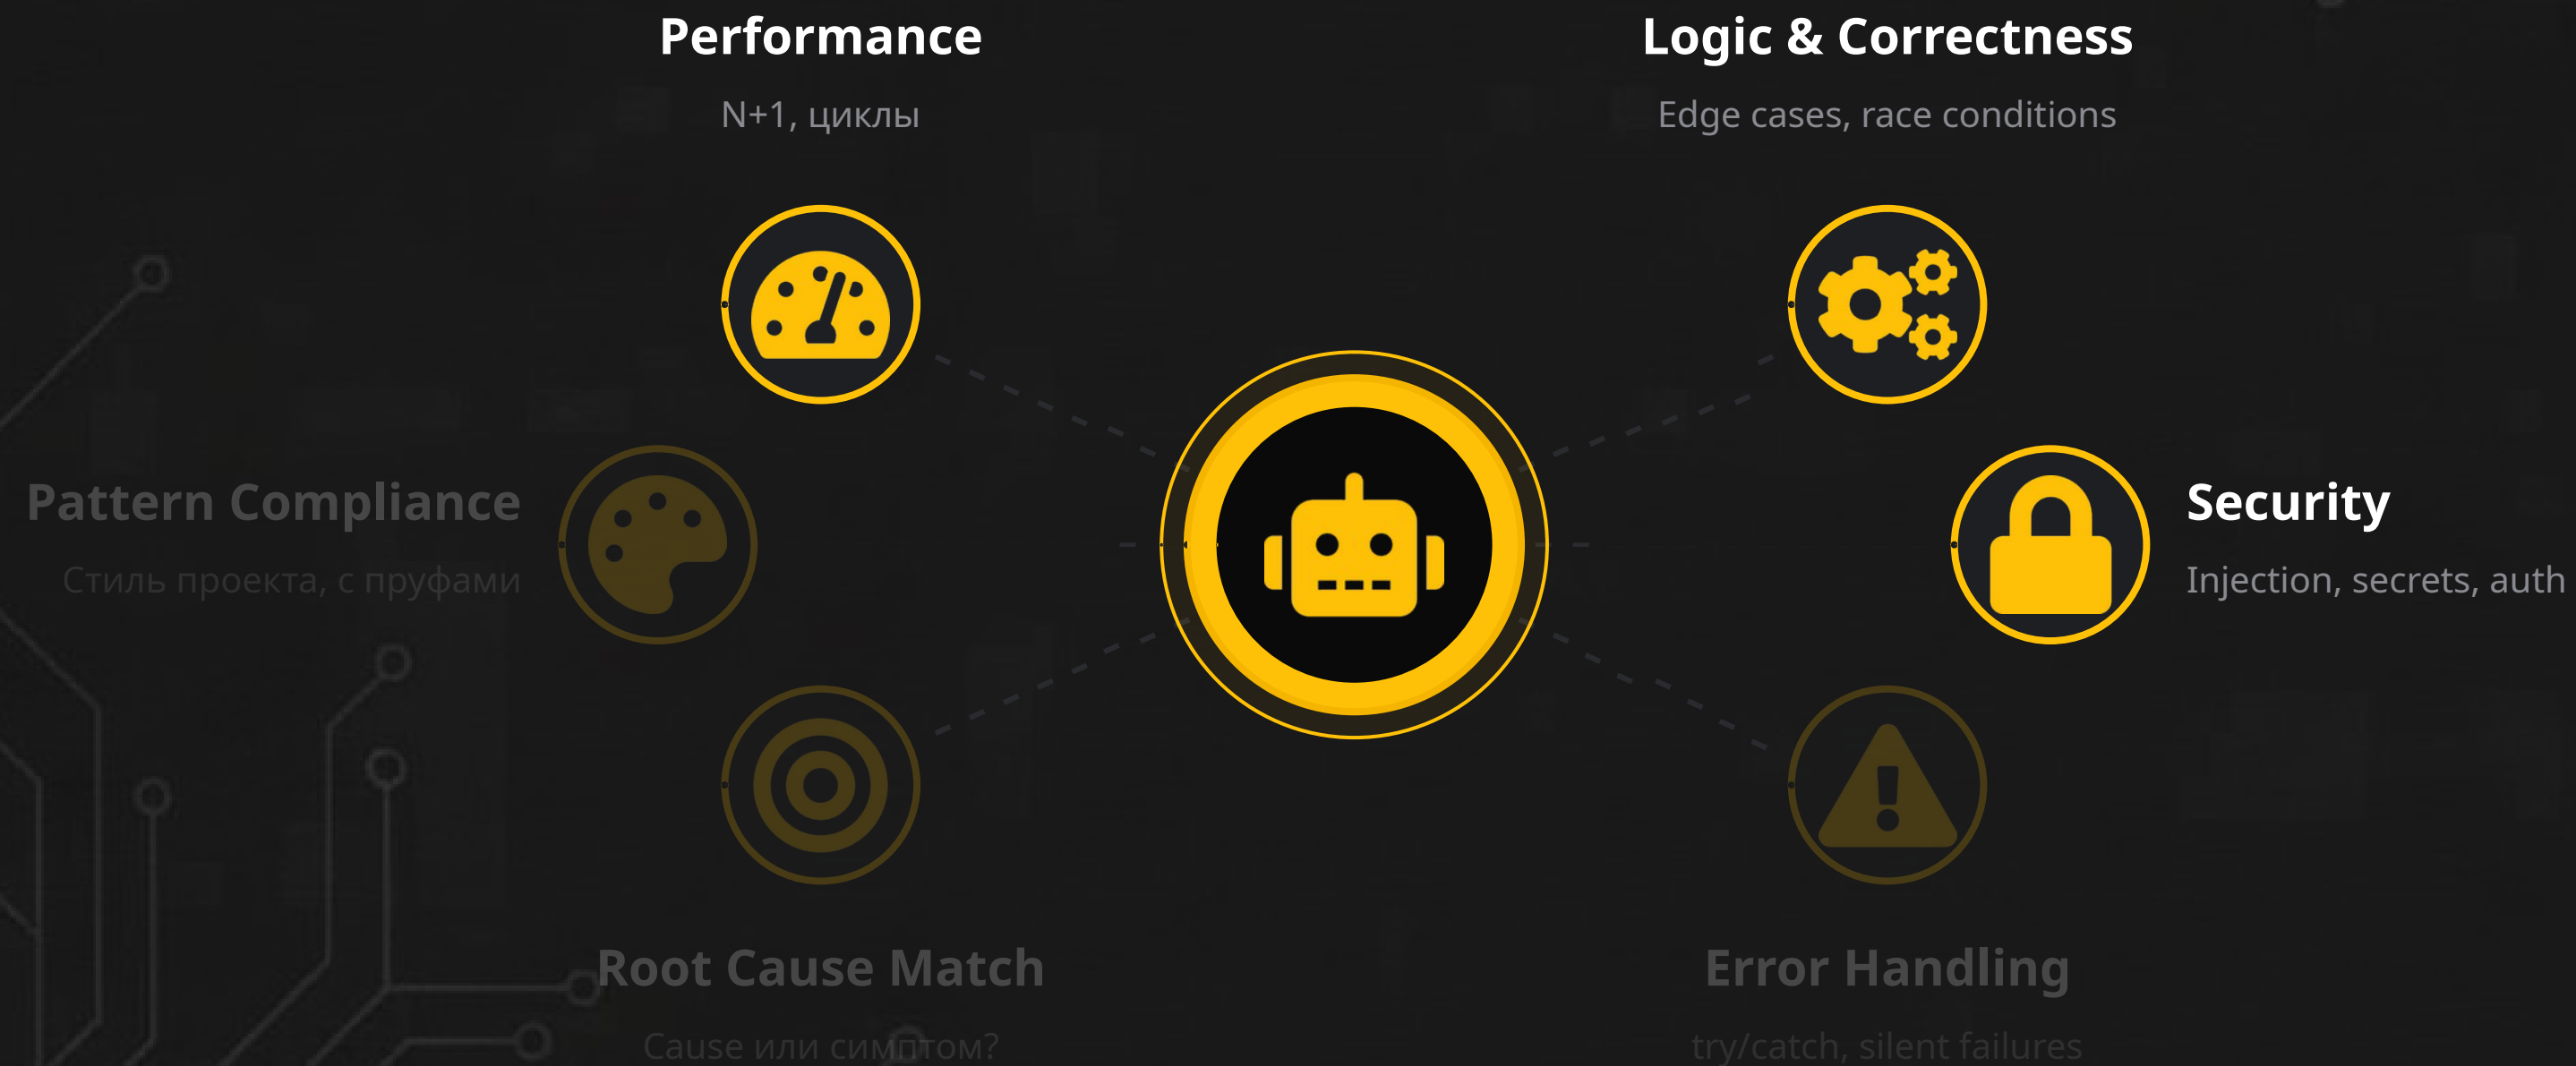 Performance
N+1, циклы
Logic & Correctness
Edge cases, race conditions
Pattern Compliance
Стиль проекта, с пруфами
Security
Injection, secrets, auth
Root Cause Match
Cause или симптом?
Error Handling
try/catch, silent failures